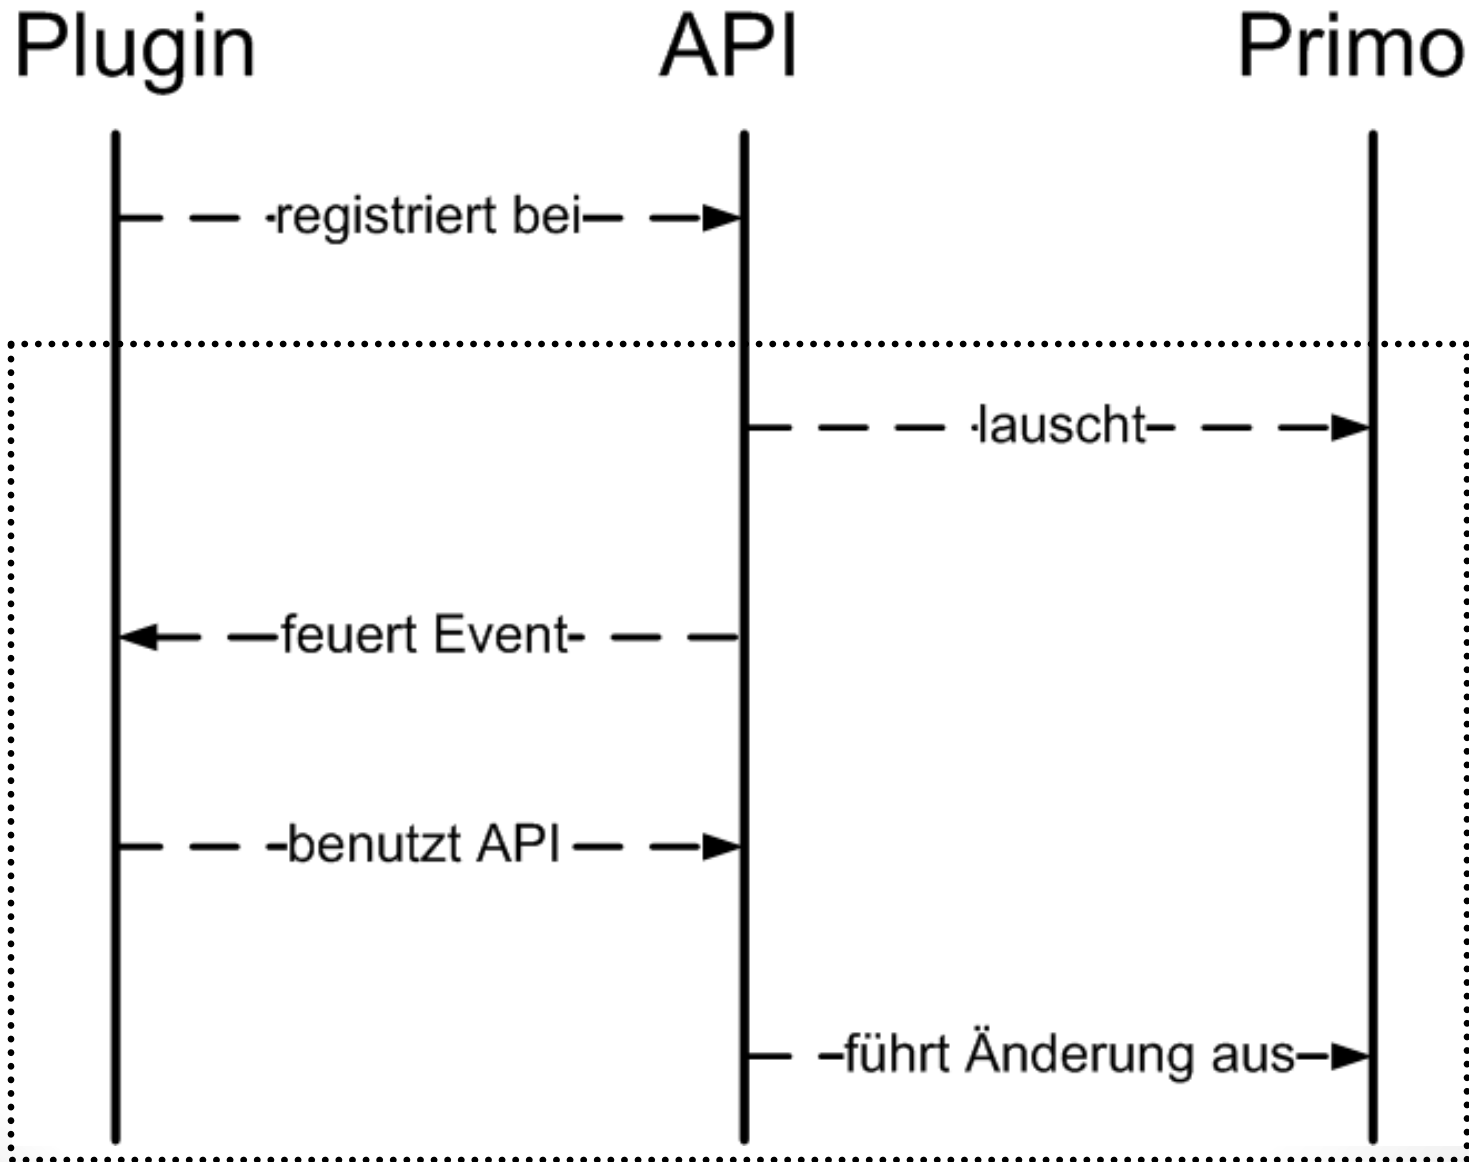 Plugin API Primo
registriert bei
lauscht
feuert Event
benutzt API
führt Änderung aus